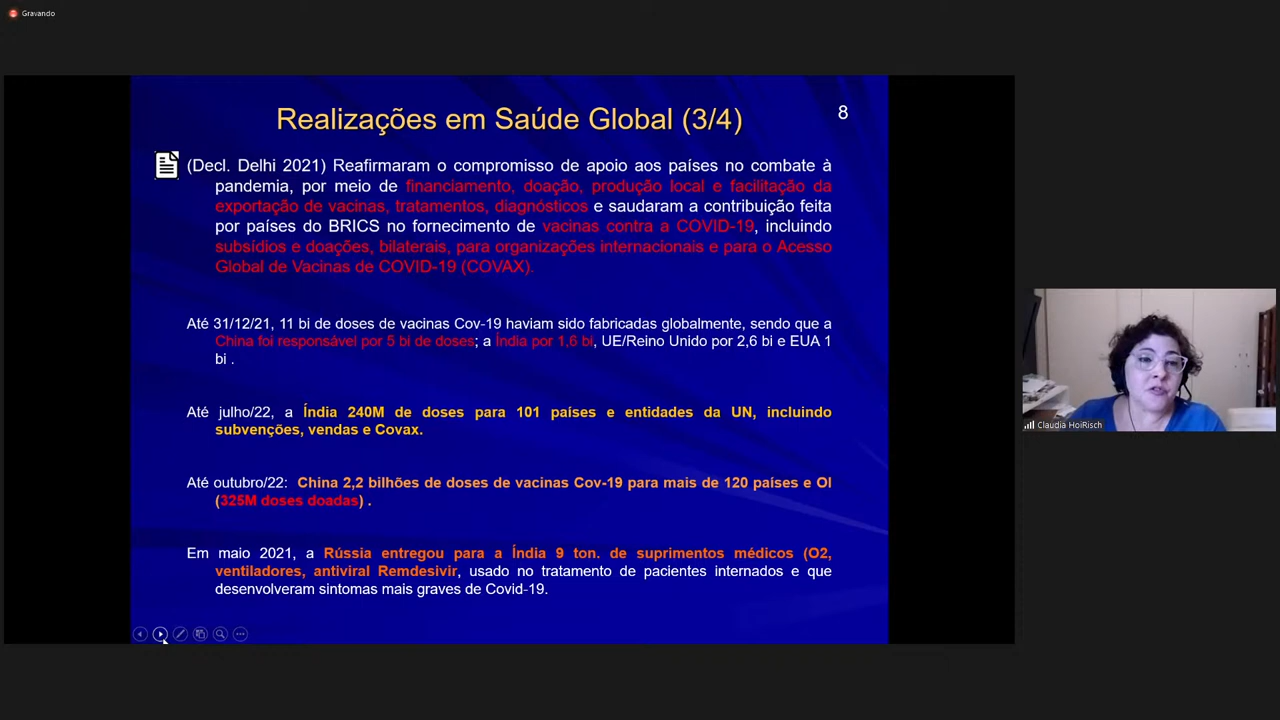 Gravando
Realizações em Saúde Global (3/4)
8
(Decl. Delhi 2021) Reafirmaram o compromisso de apoio aos países no combate à
pandemia, por meio de financiamento, doação, produção local e facilitação da
exportação de vacinas, tratamentos, diagnósticos e saudaram a contribuição feita
por países do BRICS no fornecimento de vacinas contra a COVID-19, incluindo
subsídios e doações, bilaterais, para organizações internacionais e para o Acesso
Global de Vacinas de COVID-19 (COVAX).
Até 31/12/21, 11 bi de doses de vacinas Cov-19 haviam sido fabricadas globalmente, sendo que a
China foi responsável por 5 bi de doses; a Índia por 1,6 bi, UE/Reino Unido por 2,6 bi e EUA 1
bi .
Até julho/22, a Índia 240M de doses para 101 países e entidades da UN, incluindo
subvenções, vendas e Covax.
Até outubro/22: China 2,2 bilhões de doses de vacinas Cov-19 para mais de 120 países e OI
(325M doses doadas) .
Em maio 2021, a Rússia entregou para a Índia 9 ton. de suprimentos médicos (O2,
ventiladores, antiviral Remdesivir, usado no tratamento de pacientes internados e que
desenvolveram sintomas mais graves de Covid-19.
Claudia HoiRisch